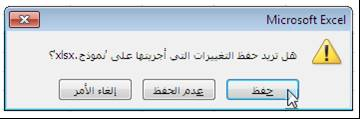 Microsoft Excel
هل تريد حفظ التغييرات التي أجريتها على 'نموذج.xlsx'؟
حفظ
عدم الحفظ
إلغاء الأمر